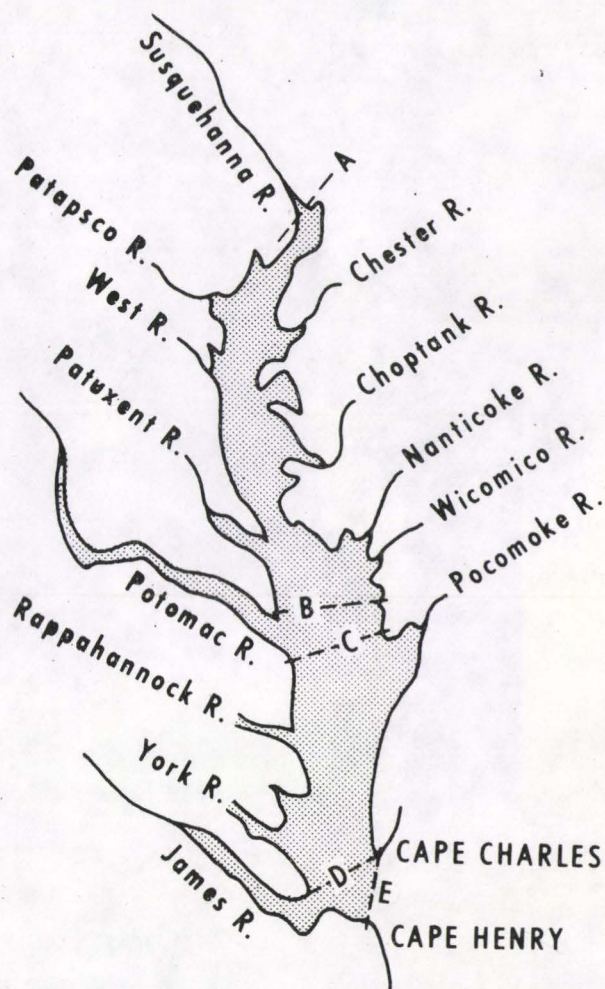 Susquehanna R.
A
Patapsco R.
Chester R.
West R.
Choptank R.
Patuxent R.
Nanticoke R.
Wicomico R.
Pocomoke R.
B
Potomac R.
C
Rappahannock R.
York R.
CAPE CHARLES
D
E
James R.
CAPE HENRY